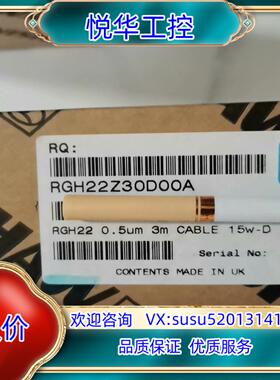 悦华工控
RQ:
RGH22Z30D00A
RGH22 0.5um 3m CABLE 15w-D
Serial No:
CONTENTS MADE IN UK
价
欢迎咨询 VX:susu52013141
品质保证 优质服务